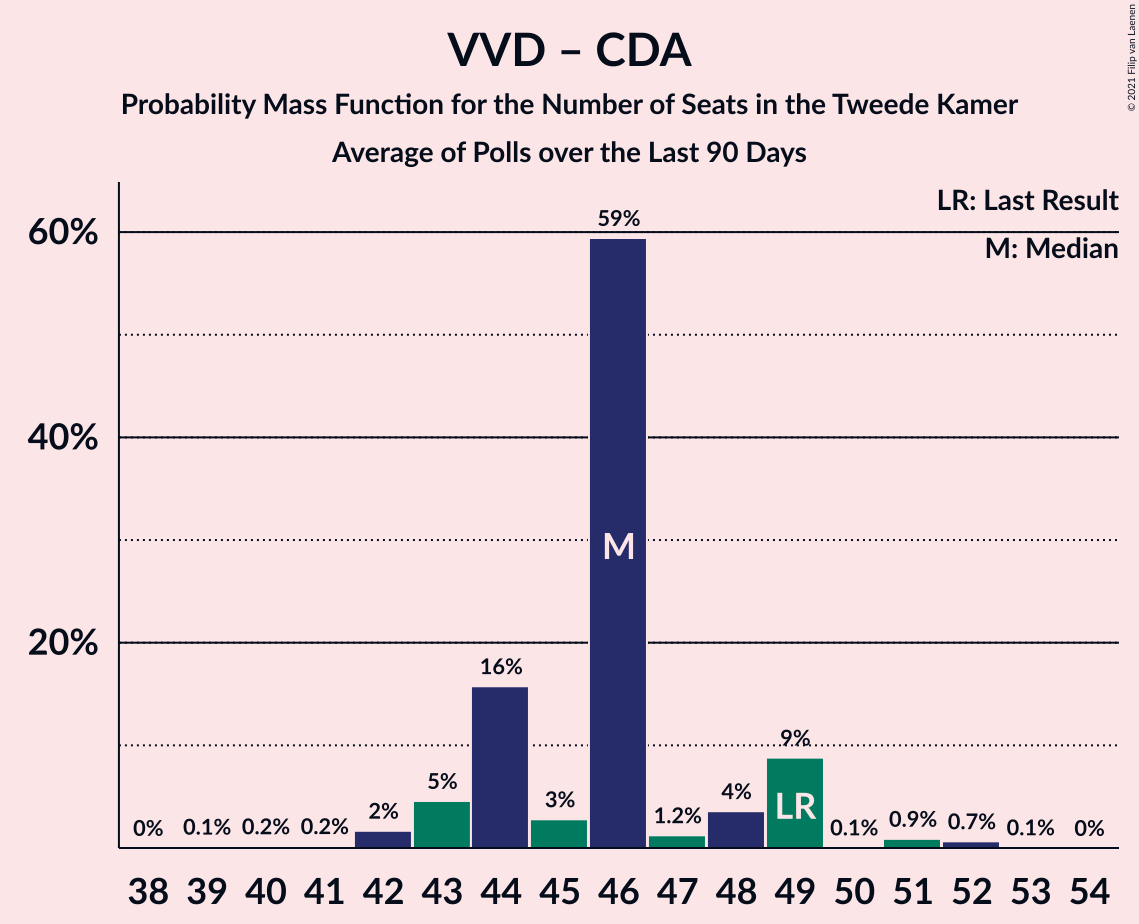 VVD – CDA
Probability Mass Function for the Number of Seats in the Tweede Kamer
Average of Polls over the Last 90 Days
© 2021 Filip van Laenen
LR: Last Result
M: Median
60%
40%
20%
0%
0.1%
0.2%
0.2%
2%
5%
16%
3%
59%
1.2%
4%
9%
0.1%
0.9%
0.7%
0.1%
0%
M
LR
38 39 40 41 42 43 44 45 46 47 48 49 50 51 52 53 54